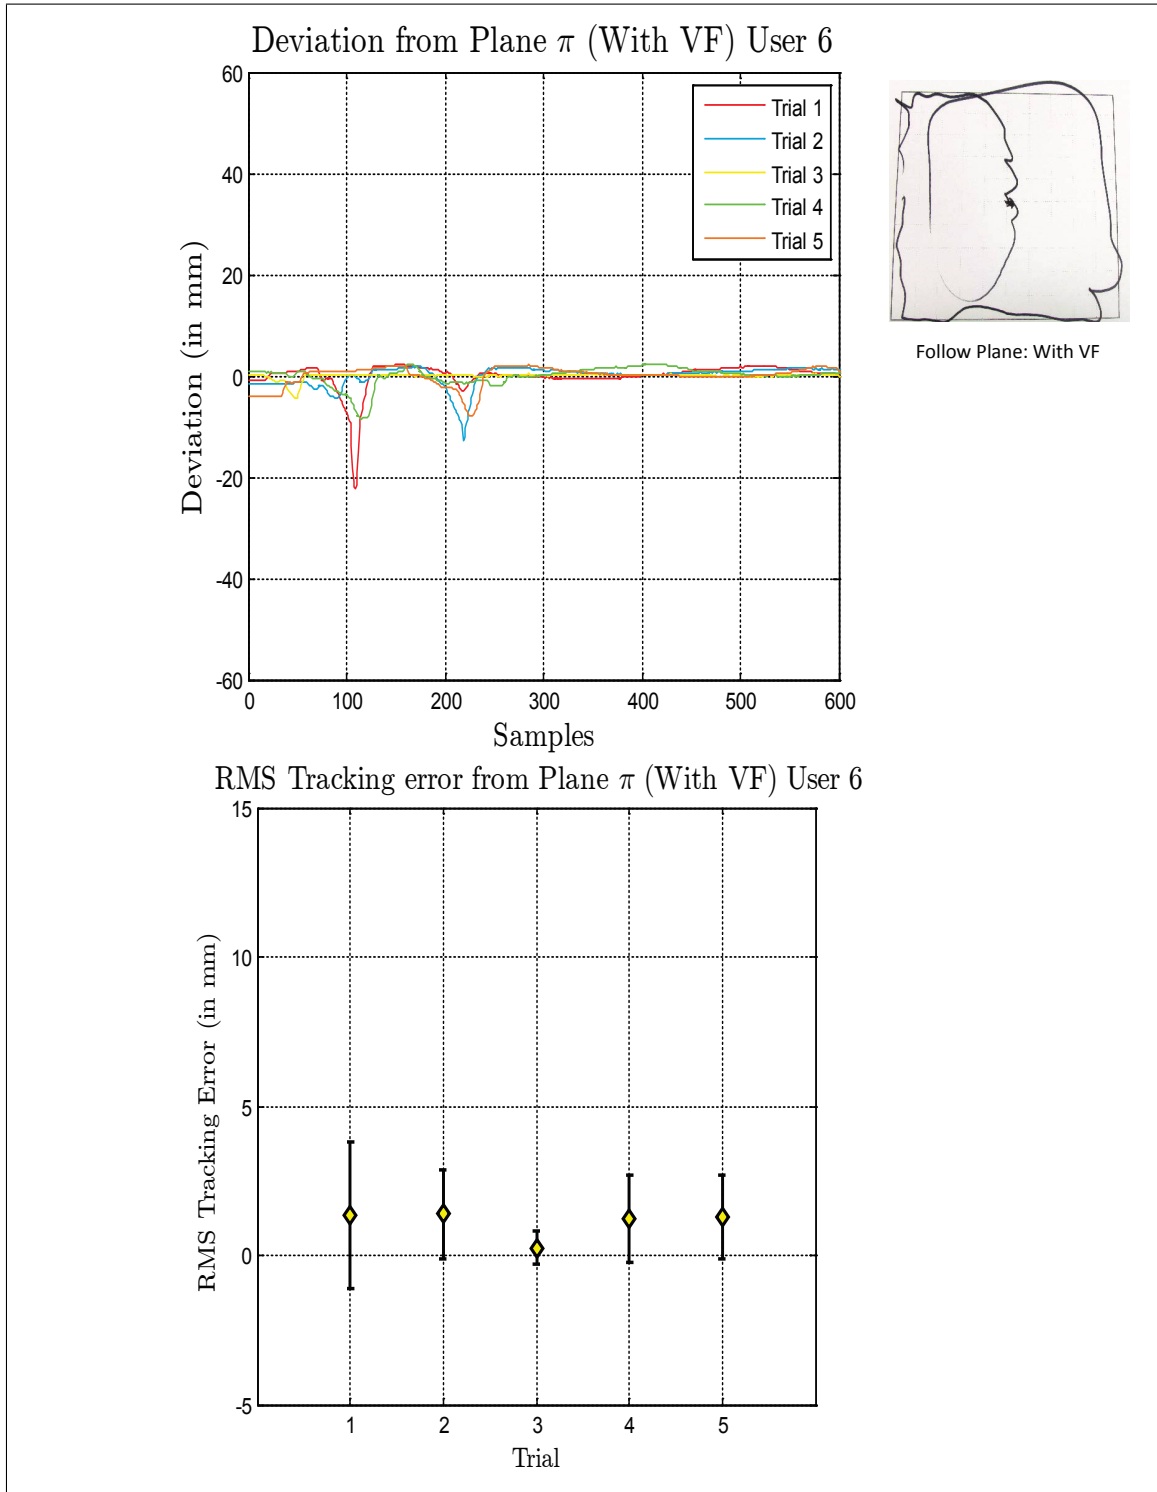 Deviation from Plane π (With VF) User 6
60
40
20
0
-20
-40
-60
Deviation (in mm)
Trial 1
Trial 2
Trial 3
Trial 4
Trial 5
0 100 200 300 400 500 600
Samples
Follow Plane: With VF
RMS Tracking error from Plane π (With VF) User 6
15
10
5
0
-5
RMS Tracking Error (in mm)
1 2 3 4 5
Trial